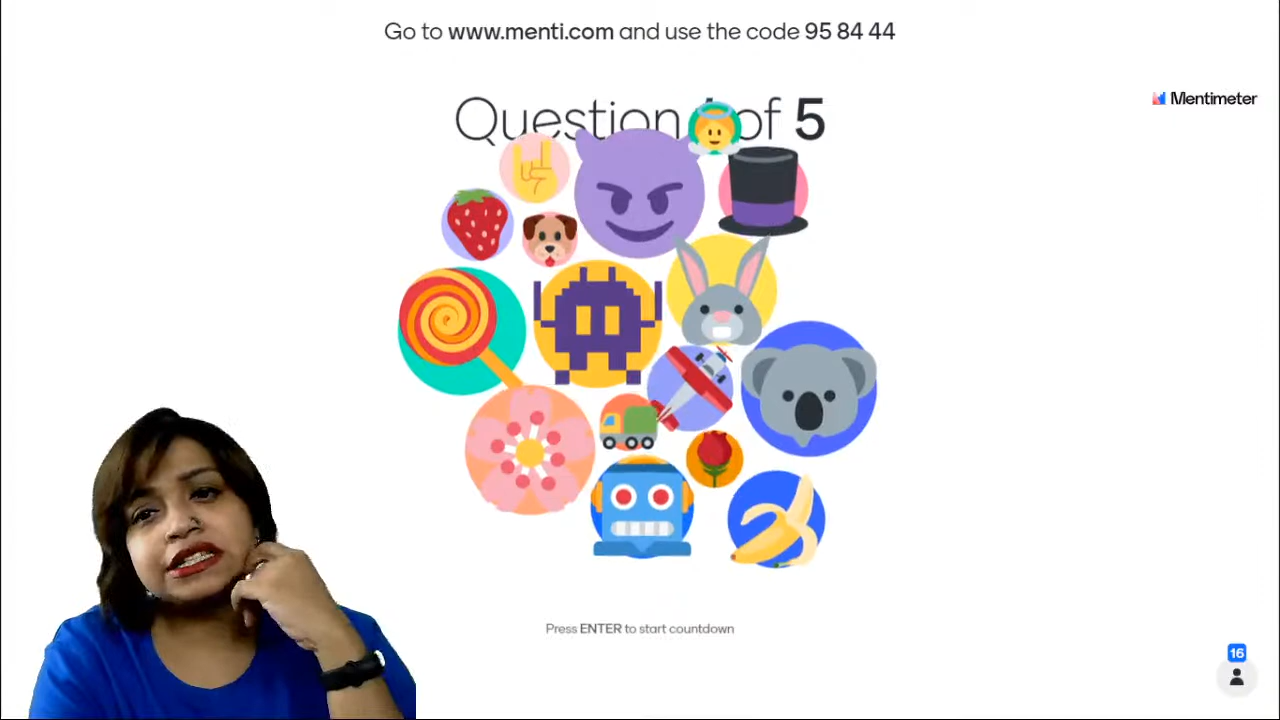 Go to www.menti.com and use the code 95 84 44
Mentimeter
Question of 5
Press ENTER to start countdown
16